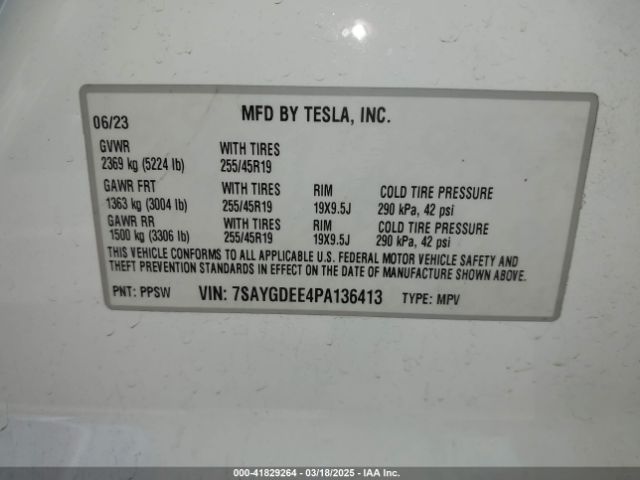 MFD BY TESLA, INC.
06/23
GVWR WITH TIRES
2369 kg (5224 lb) 255/45R19
GAWR FRT WITH TIRES RIM COLD TIRE PRESSURE
1363 kg (3004 lb) 255/45R19 19X9.5J 290 kPa, 42 psi
GAWR RR WITH TIRES RIM COLD TIRE PRESSURE
1500 kg (3306 lb) 255/45R19 19X9.5J 290 kPa, 42 psi
THIS VEHICLE CONFORMS TO ALL APPLICABLE U.S. FEDERAL MOTOR VEHICLE SAFETY AND
THEFT PREVENTION STANDARDS IN EFFECT ON THE DATE OF MANUFACTURE SHOWN ABOVE.
PNT: PPSW VIN: 7SAYGDEE4PA136413 TYPE: MPV
000-41829264 - 03/18/2025 - IAA Inc.